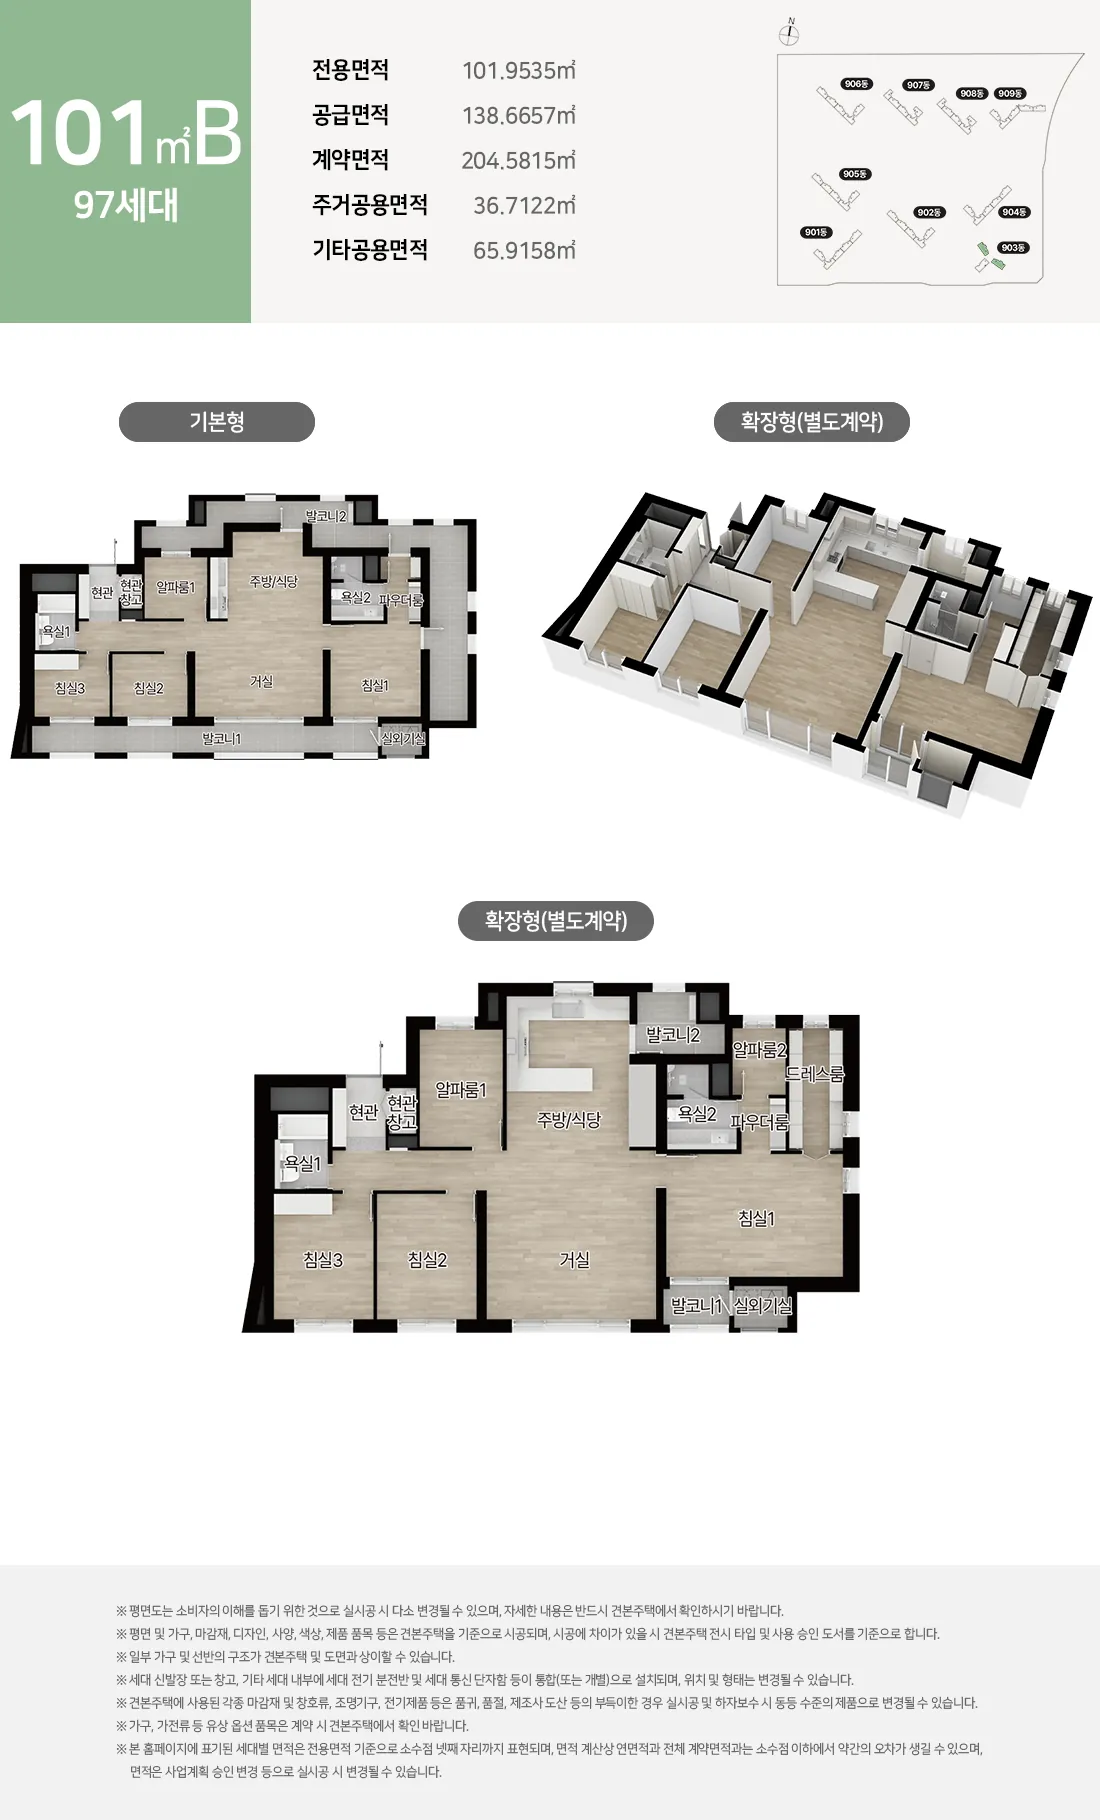 101㎡B
97세대
전용면적 101.9535㎡
공급면적 138.6657㎡
계약면적 204.5815㎡
주거공용면적 36.7122㎡
기타공용면적 65.9158㎡
N
906동
907동
908동
909동
905동
902동
904동
901동
903동
기본형
확장형(별도계약)
발코니2
현관
현관
창고
알파룸1
주방/식당
욕실2
파우더룸
욕실1
침실3
침실2
거실
침실1
발코니1
실외기실
확장형(별도계약)
발코니2
알파룸2
드레스룸
알파룸1
현관
현관
창고
주방/식당
욕실2
파우더룸
욕실1
침실1
침실3
침실2
거실
발코니1
실외기실
※ 평면도는 소비자의 이해를 돕기 위한 것으로 실시공 시 다소 변경될 수 있으며, 자세한 내용은 반드시 견본주택에서 확인하시기 바랍니다.
※ 평면 및 가구, 마감재, 디자인, 사양, 색상, 제품 품목 등은 견본주택을 기준으로 시공되며, 시공에 차이가 있을 시 견본주택 전시 타입 및 사용 승인 도서를 기준으로 합니다.
※ 일부 가구 및 선반의 구조가 견본주택 및 도면과 상이할 수 있습니다.
※ 세대 신발장 또는 창고, 기타 세대 내부에 세대 전기 분전반 및 세대 통신 단자함 등이 통합(또는 개별)으로 설치되며, 위치 및 형태는 변경될 수 있습니다.
※ 견본주택에 사용된 각종 마감재 및 창호류, 조명기구, 전기제품 등은 품귀, 품절, 제조사 도산 등의 부득이한 경우 실시공 및 하자보수 시 동등 수준의 제품으로 변경될 수 있습니다.
※ 가구, 가전류 등 유상 옵션 품목은 계약 시 견본주택에서 확인 바랍니다.
※ 본 홈페이지에 표기된 세대별 면적은 전용면적 기준으로 소수점 넷째 자리까지 표현되며, 면적 계산상 연면적과 전체 계약면적과는 소수점 이하에서 약간의 오차가 생길 수 있으며,
면적은 사업계획 승인 변경 등으로 실시공 시 변경될 수 있습니다.